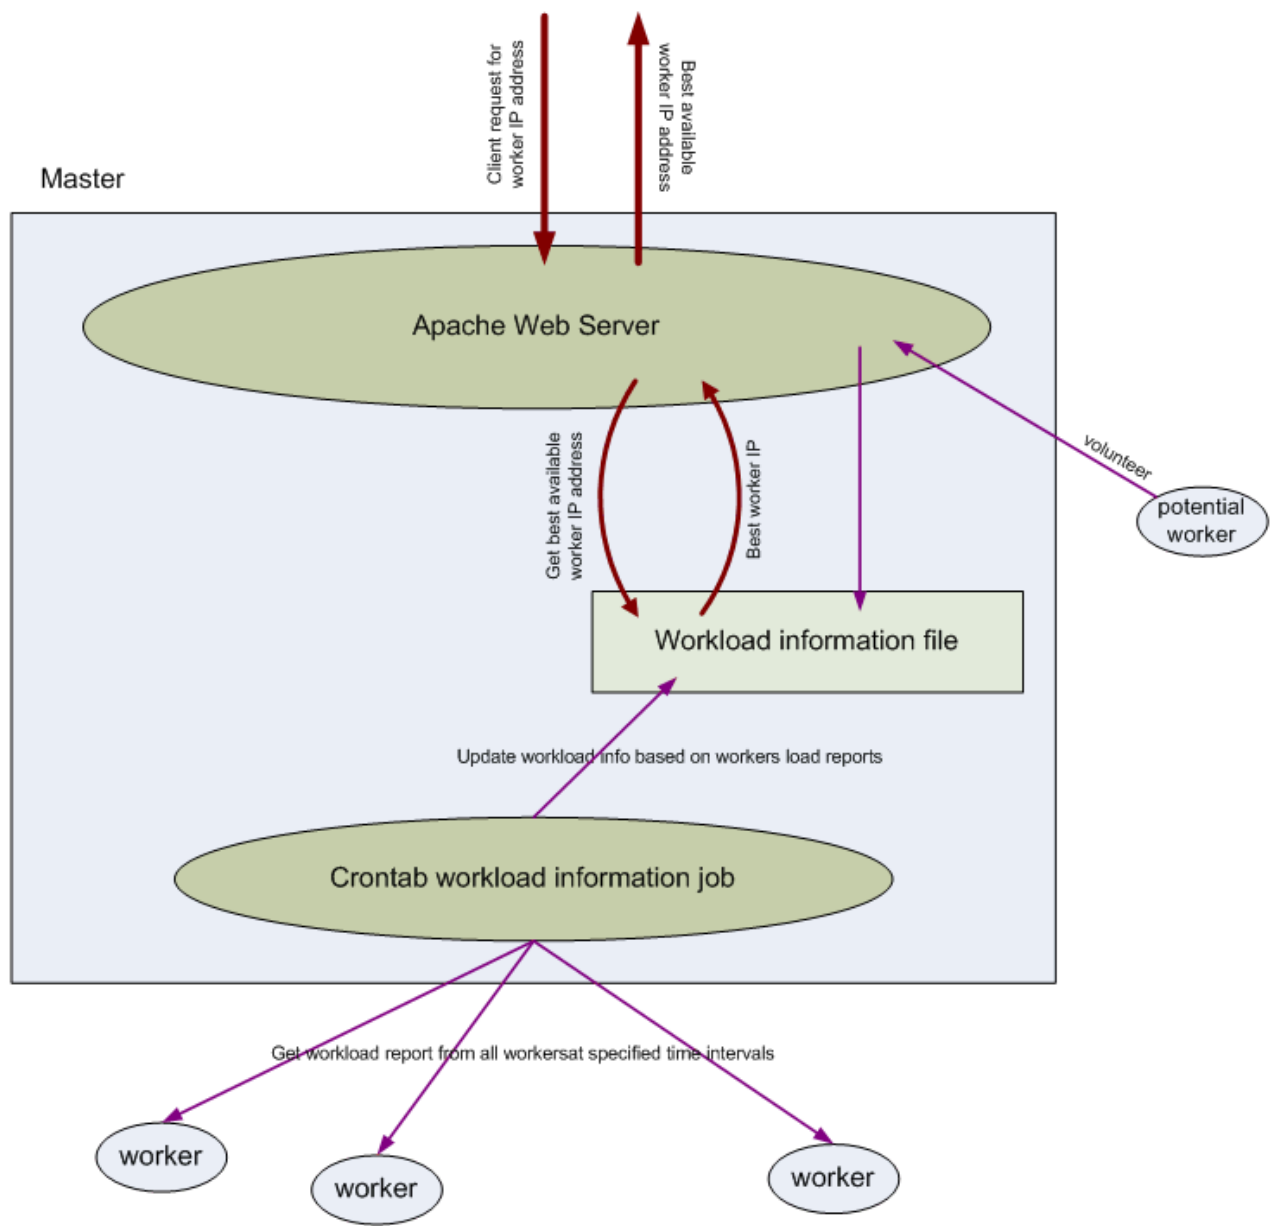 Client request for
worker IP address
Best available
worker IP address
Master
Apache Web Server
Get best available
worker IP address
Best worker IP
volunteer
potential
worker
Workload information file
Update workload info based on workers load reports
Crontab workload information job
Get workload report from all workersat specified time intervals
worker
worker
worker